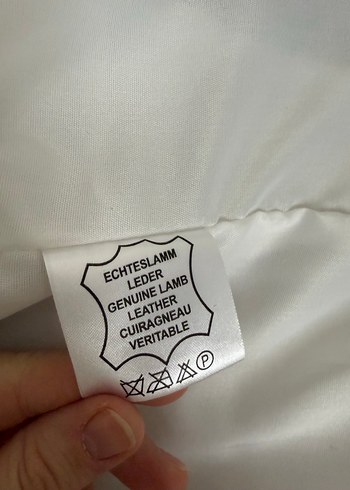 ECHTESLAMM
LEDER
GENUINE LAMB
LEATHER
CUIRAGNEAU
VERITABLE
P